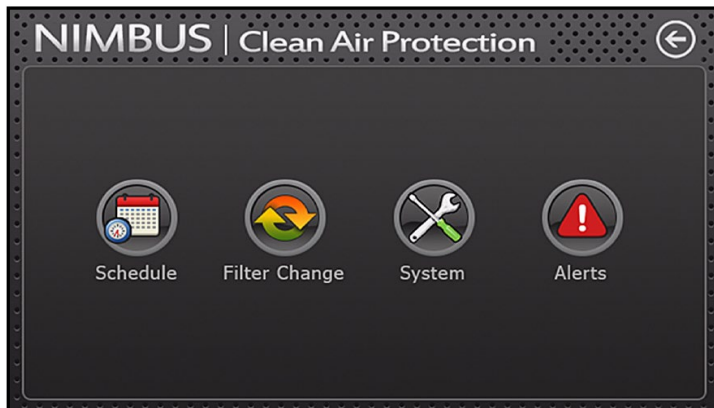 NIMBUS | Clean Air Protection
Schedule
Filter Change
System
Alerts